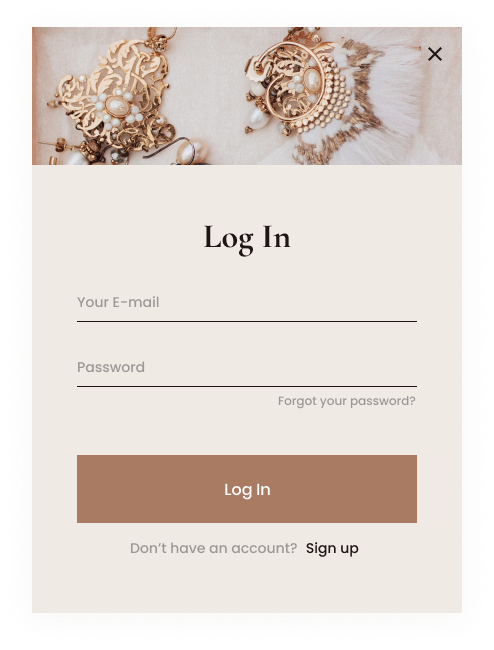 Log In
Your E-mail
Password
Forgot your password?
Log In
Don’t have an account? Sign up